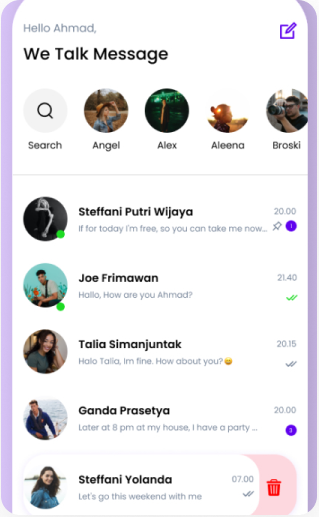 Hello Ahmad,
We Talk Message
Search
Angel
Alex
Aleena
Broski
Steffani Putri Wijaya
20.00
If for today I'm free, so you can take me now...
1
Joe Frimawan
21.40
Hallo, How are you Ahmad?
Talia Simanjuntak
20.15
Halo Talia, Im fine. How about you?😄
Ganda Prasetya
20.00
Later at 8 pm at my house, I have a party ...
3
Steffani Yolanda
07.00
Let's go this weekend with me